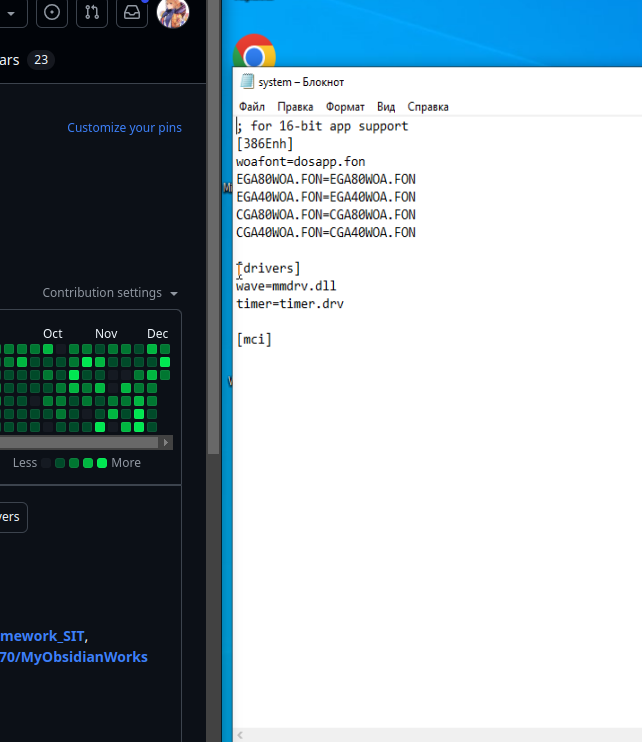 ars 23
Customize your pins
Contribution settings
Oct Nov Dec
Less More
vers
mework_SIT,
70/MyObsidianWorks
system – Блокнот
Файл Правка Формат Вид Справка
; for 16-bit app support
[386Enh]
woafont=dosapp.fon
EGA80WOA.FON=EGA80WOA.FON
EGA40WOA.FON=EGA40WOA.FON
CGA80WOA.FON=CGA80WOA.FON
CGA40WOA.FON=CGA40WOA.FON
[drivers]
wave=mmdrv.dll
timer=timer.drv
[mci]